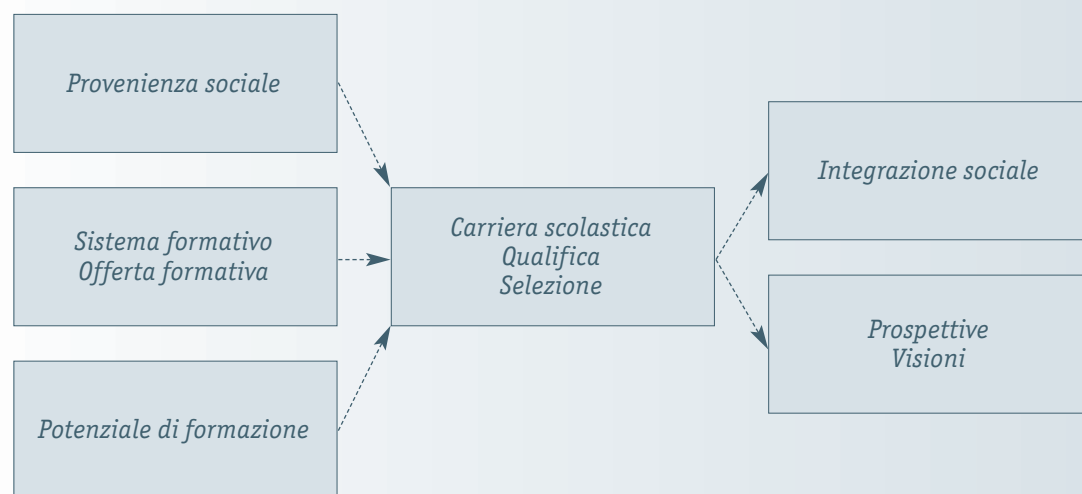 Provenienza sociale
Sistema formativo
Offerta formativa
Potenziale di formazione
Carriera scolastica
Qualifica
Selezione
Integrazione sociale
Prospettive
Visioni